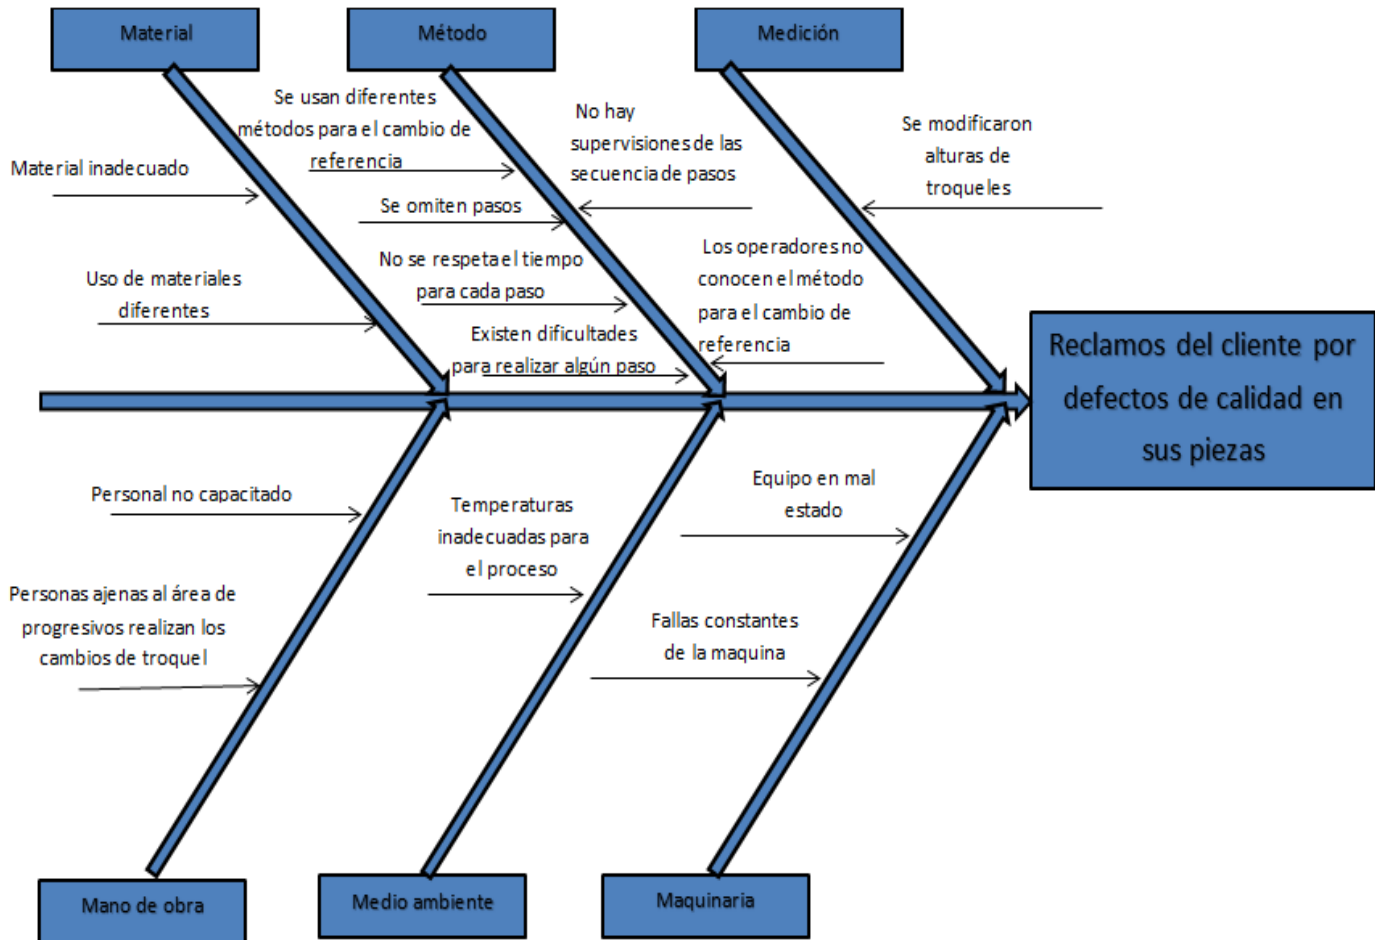 Material
Método
Medición
Se usan diferentes
métodos para el cambio de
referencia
No hay
supervisiones de las
secuencia de pasos
Se modificaron
alturas de
troqueles
Material inadecuado
Se omiten pasos
Los operadores no
conocen el método
para el cambio de
referencia
No se respeta el tiempo
para cada paso
Uso de materiales
diferentes
Existen dificultades
para realizar algún paso
Reclamos del cliente por
defectos de calidad en
sus piezas
Personal no capacitado
Temperaturas
inadecuadas para
el proceso
Equipo en mal
estado
Personas ajenas al área de
progresivos realizan los
cambios de troquel
Fallas constantes
de la maquina
Mano de obra
Medio ambiente
Maquinaria